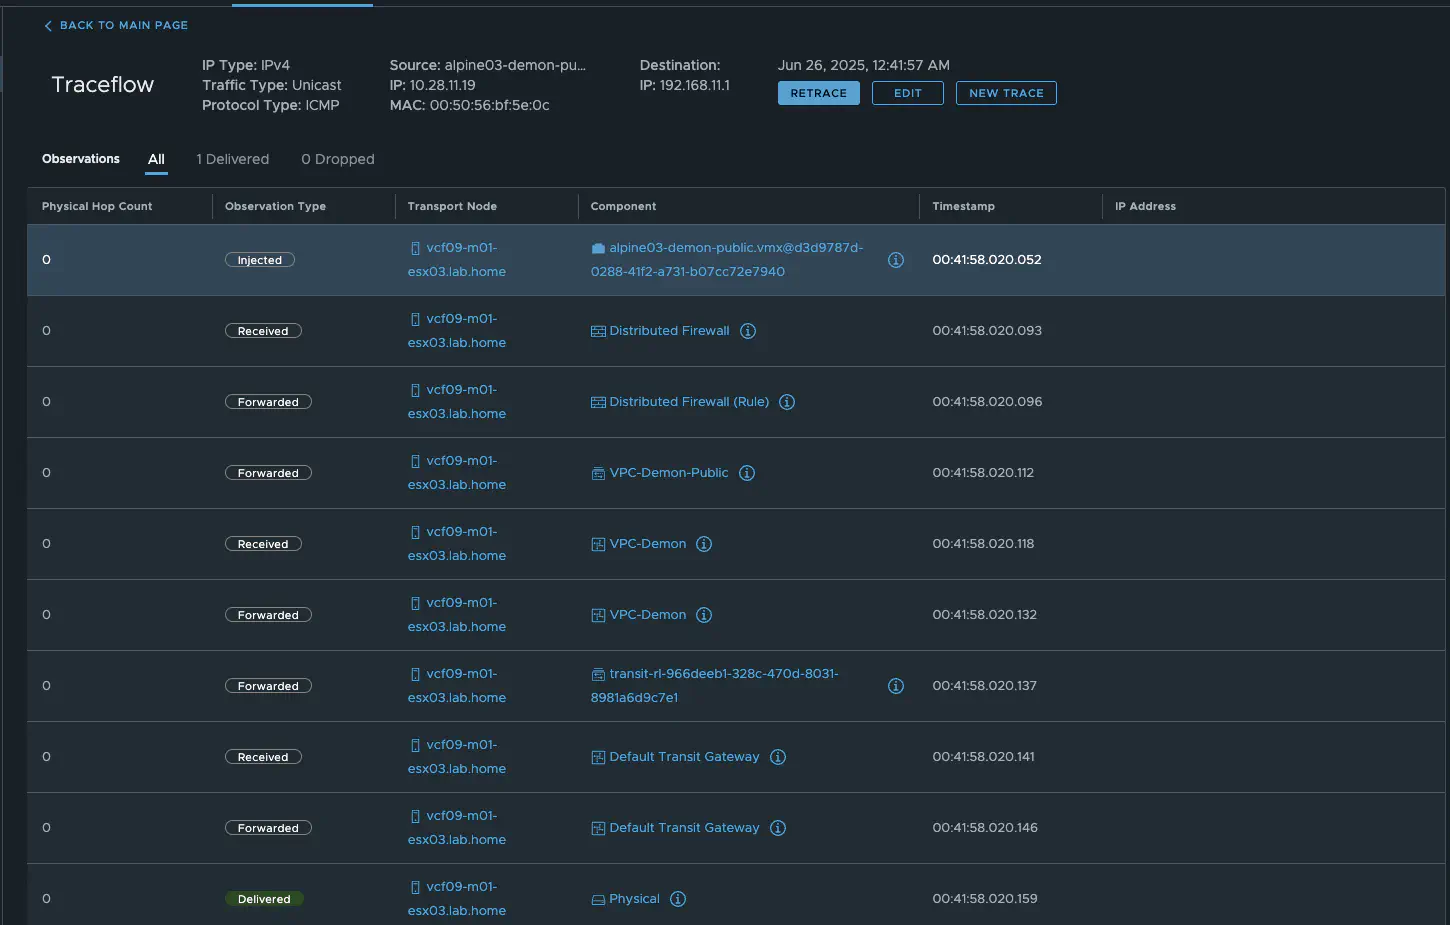 BACK TO MAIN PAGE
Traceflow
IP Type: IPv4
Traffic Type: Unicast
Protocol Type: ICMP
Source: alpine03-demon-pu...
IP: 10.28.11.19
MAC: 00:50:56:bf:5e:0c
Destination:
IP: 192.168.11.1
Jun 26, 2025, 12:41:57 AM
RETRACE EDIT NEW TRACE
Observations All 1 Delivered 0 Dropped
Physical Hop Count Observation Type Transport Node Component Timestamp IP Address
0 Injected vcf09-m01-
esx03.lab.home
alpine03-demon-public.vmx@d3d9787d-
0288-41f2-a731-b07cc72e7940
00:41:58.020.052
0 Received vcf09-m01-
esx03.lab.home
Distributed Firewall 00:41:58.020.093
0 Forwarded vcf09-m01-
esx03.lab.home
Distributed Firewall (Rule) 00:41:58.020.096
0 Forwarded vcf09-m01-
esx03.lab.home
VPC-Demon-Public 00:41:58.020.112
0 Received vcf09-m01-
esx03.lab.home
VPC-Demon 00:41:58.020.118
0 Forwarded vcf09-m01-
esx03.lab.home
VPC-Demon 00:41:58.020.132
0 Forwarded vcf09-m01-
esx03.lab.home
transit-rl-966deeb1-328c-470d-8031-
8981a6d9c7e1
00:41:58.020.137
0 Received vcf09-m01-
esx03.lab.home
Default Transit Gateway 00:41:58.020.141
0 Forwarded vcf09-m01-
esx03.lab.home
Default Transit Gateway 00:41:58.020.146
0 Delivered vcf09-m01-
esx03.lab.home
Physical 00:41:58.020.159